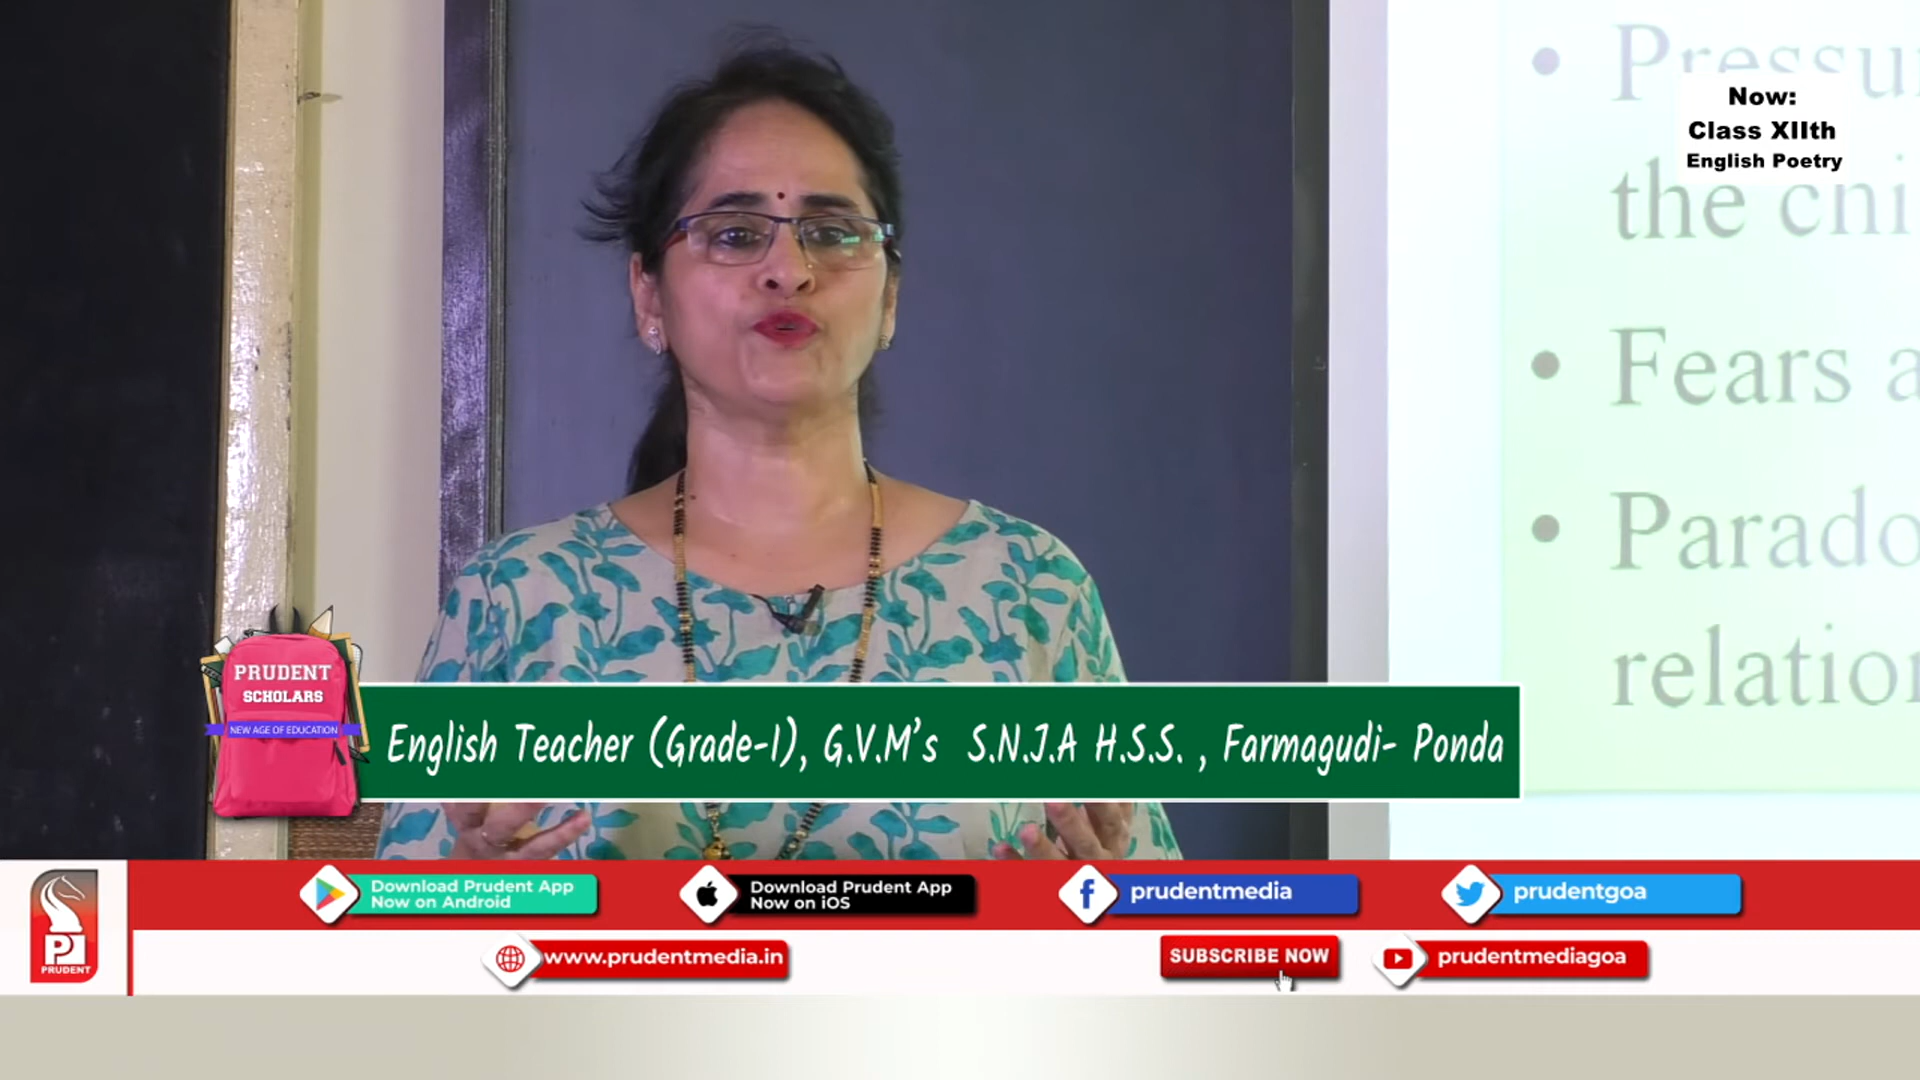 Now:
Class XIIth
English Poetry
the
• Fears a
relation
PRUDENT
SCHOLARS
NEW AGE OF EDUCATION
English Teacher (Grade-I), G.V.M's S.N.J.A H.S.S. , Farmagudi- Ponda
Download Prudent App
Now on Android
Download Prudent App
Now on iOS
prudentmedia
prudentgoa
PRUDENT
www.prudentmedia.in
SUBSCRIBE NOW
prudentmediagoa